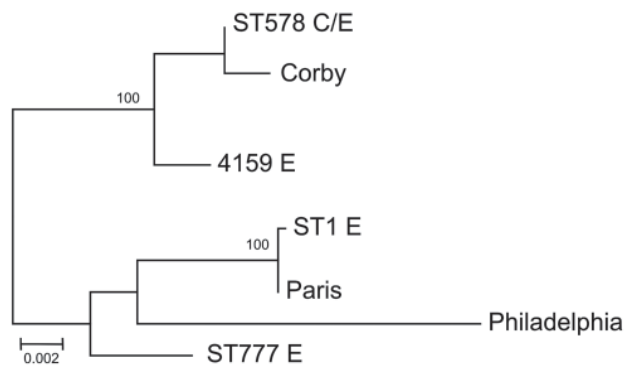 ST578 C/E
Corby
100
4159 E
ST1 E
100
Paris
Philadelphia
ST777 E
0.002